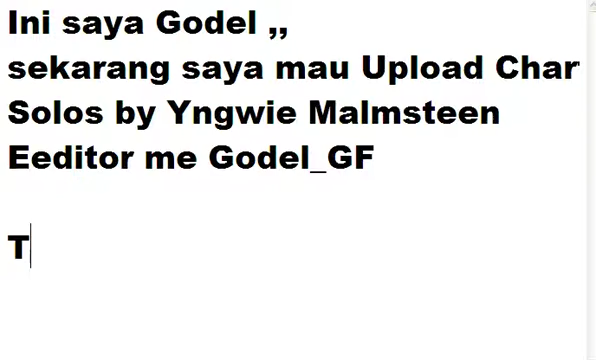 Ini saya Godel ,,
sekarang saya mau Upload Char
Solos by Yngwie Malmsteen
Eeditor me Godel_GF
T